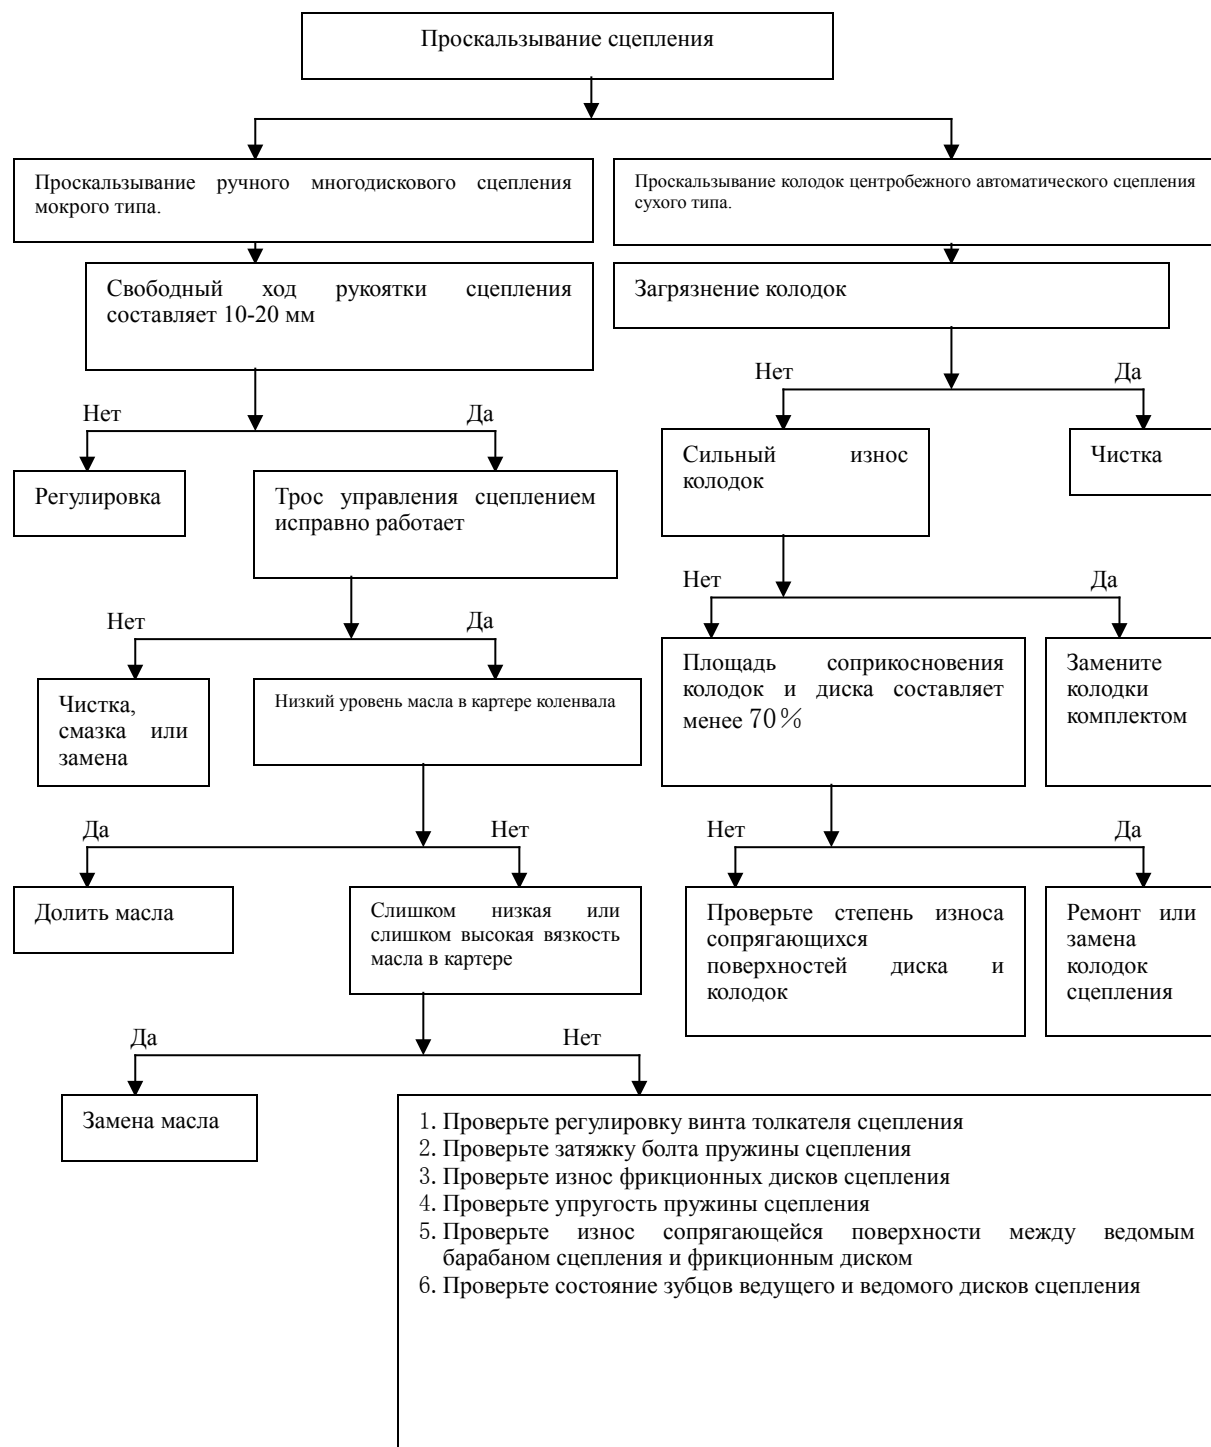 Проскальзывание сцепления
Проскальзывание ручного многодискового сцепления
мокрого типа.
Проскальзывание колодок центробежного автоматического сцепления
сухого типа.
Свободный ход рукоятки сцепления
составляет 10-20 мм
Загрязнение колодок
Нет
Да
Нет
Да
Регулировка
Трос управления сцеплением
исправно работает
Сильный износ
колодок
Чистка
Нет
Да
Нет
Да
Чистка,
смазка или
замена
Низкий уровень масла в картере коленвала
Площадь соприкосновения
колодок и диска составляет
менее 70%
Замените
колодки
комплектом
Да
Нет
Нет
Да
Долить масла
Слишком низкая или
слишком высокая вязкость
масла в картере
Проверьте степень износа
сопрягающихся
поверхностей диска и
колодок
Ремонт или
замена
колодок
сцепления
Да
Нет
Замена масла
1. Проверьте регулировку винта толкателя сцепления
2. Проверьте затяжку болта пружины сцепления
3. Проверьте износ фрикционных дисков сцепления
4. Проверьте упругость пружины сцепления
5. Проверьте износ сопрягающейся поверхности между ведомым
барабаном сцепления и фрикционным диском
6. Проверьте состояние зубцов ведущего и ведомого дисков сцепления